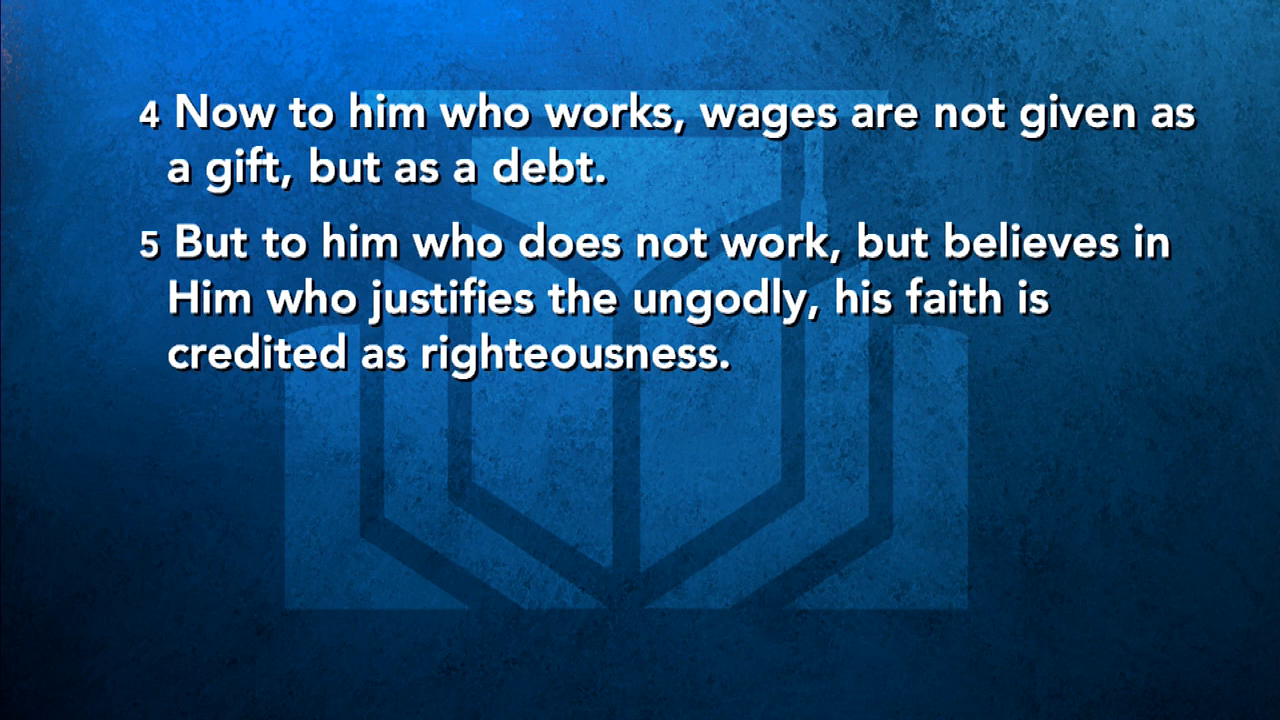 4 Now to him who works, wages are not given as
a gift, but as a debt.
5 But to him who does not work, but believes in
Him who justifies the ungodly, his faith is
credited as righteousness.